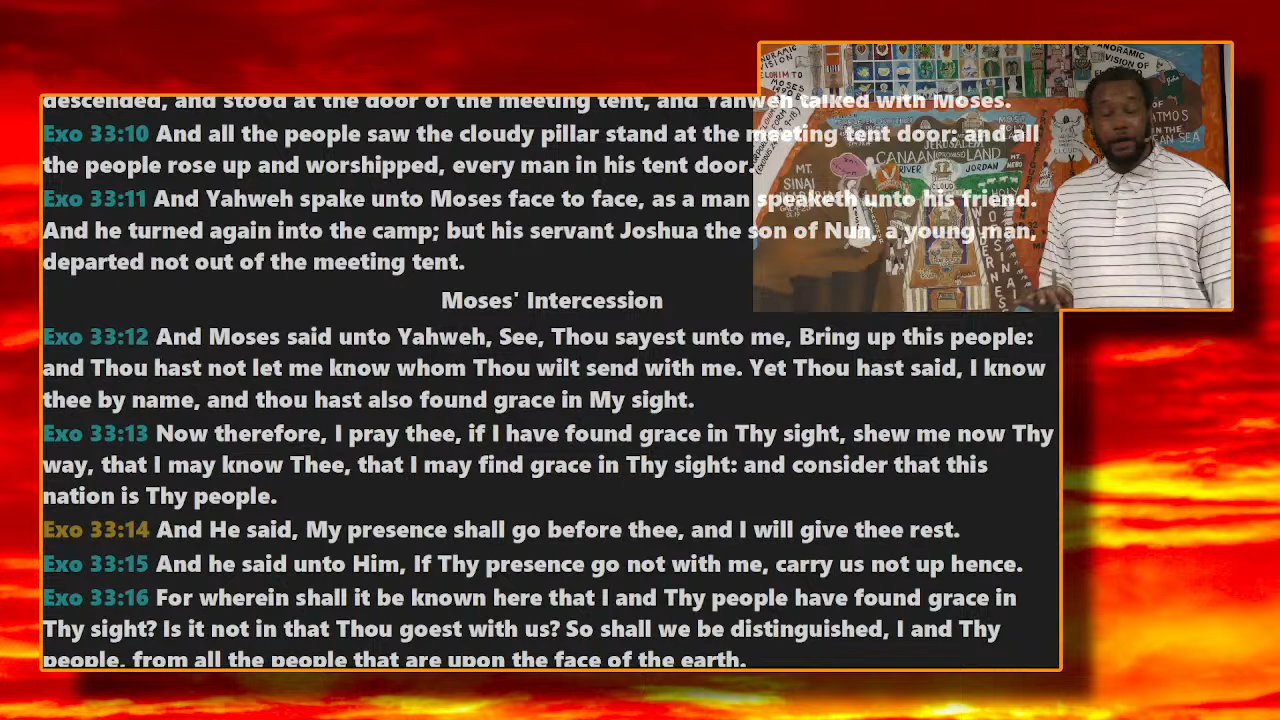 descended, and stood at the door of the meeting tent, and Yahweh talked with Moses.
Exo 33:10 And all the people saw the cloudy pillar stand at the meeting tent door: and all
the people rose up and worshipped, every man in his tent door.
Exo 33:11 And Yahweh spake unto Moses face to face, as a man speaketh unto his friend.
And he turned again into the camp; but his servant Joshua the son of Nun, a young man,
departed not out of the meeting tent.
Moses' Intercession
Exo 33:12 And Moses said unto Yahweh, See, Thou sayest unto me, Bring up this people:
and Thou hast not let me know whom Thou wilt send with me. Yet Thou hast said, I know
thee by name, and thou hast also found grace in My sight.
Exo 33:13 Now therefore, I pray thee, if I have found grace in Thy sight, shew me now Thy
way, that I may know Thee, that I may find grace in Thy sight: and consider that this
nation is Thy people.
Exo 33:14 And He said, My presence shall go before thee, and I will give thee rest.
Exo 33:15 And he said unto Him, If Thy presence go not with me, carry us not up hence.
Exo 33:16 For wherein shall it be known here that I and Thy people have found grace in
Thy sight? Is it not in that Thou goest with us? So shall we be distinguished, I and Thy
people, from all the people that are upon the face of the earth.
VISION
ELOHIM TO
MOSES
PANORAMIC
VISION OF
OF
IN THE
JERUSALEM
CANAAN LAND
RIVER
JORDAN
CLOUD
MT.
SINAI
HOLY